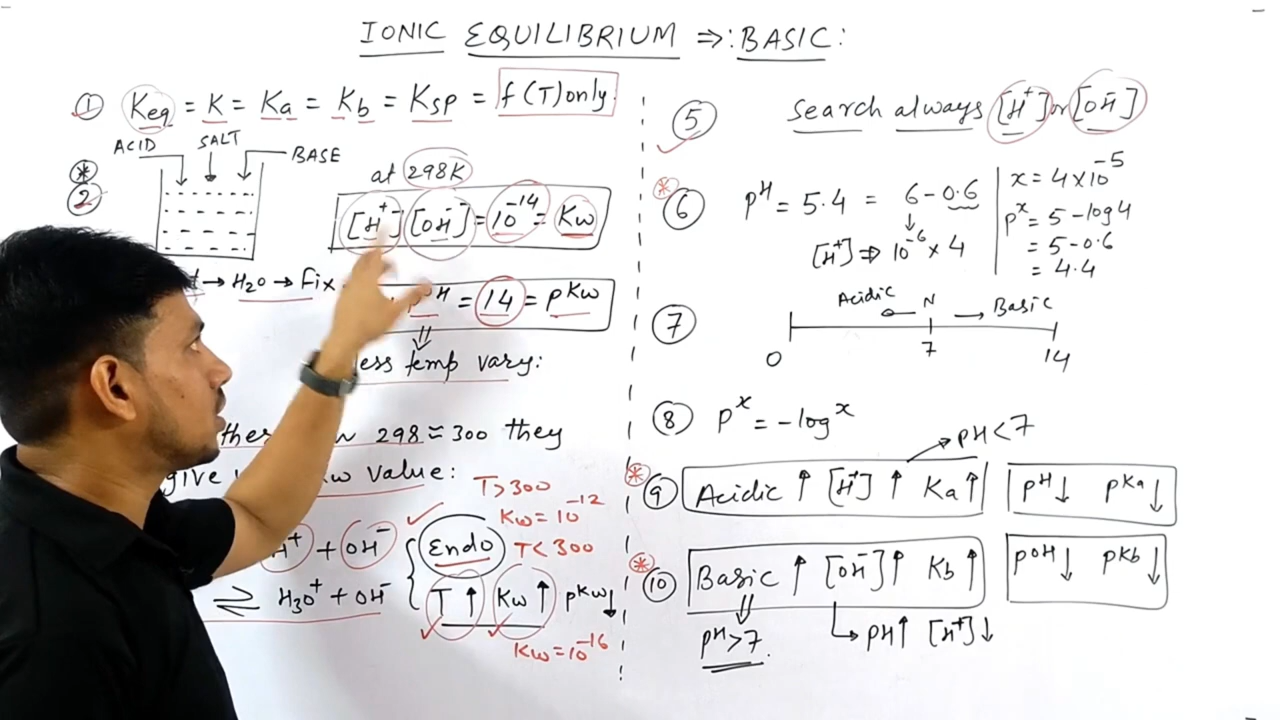 IONIC EQUILIBRIUM ⇒: BASIC:
① Keq = K = Ka = Kb = Ksp = f(T) only.
ACID SALT BASE
* ②
at 298K
[H⁺] [OH⁻] = 10⁻¹⁴ = Kw
→ H₂O → Fix
= 14 = pKw
temp vary:
298 ≈ 300 they
give Kw value:
H⁺ + OH⁻
⇌ H₃O⁺ + OH⁻
T > 300
Kw = 10⁻¹²
Endo T < 300
T ↑ Kw ↑ pKw ↓
Kw = 10⁻¹⁶
⑤ Search always [H⁺] or [OH⁻]
* ⑥ pH = 5.4 = 6 - 0.6
[H⁺] ⇒ 10⁻⁶ × 4
x = 4 × 10⁻⁵
pˣ = 5 - log 4
= 5 - 0.6
= 4.4
⑦ Acidic ← N → Basic
0 7 14
⑧ pˣ = - log x
pH < 7
* ⑨ Acidic ↑ [H⁺] ↑ Ka ↑ pH ↓ pKa ↓
* ⑩ Basic ↑ [OH⁻] ↑ Kb ↑ pOH ↓ pKb ↓
pH > 7. → pH ↑ [H⁺] ↓